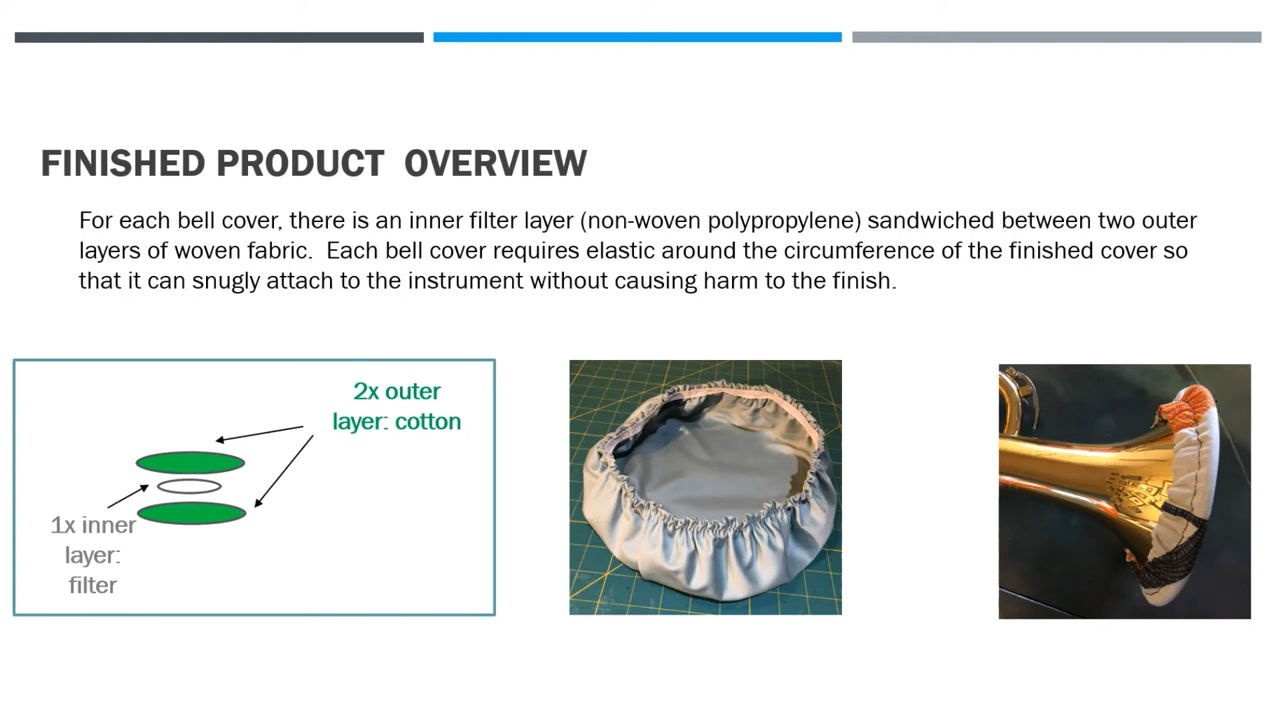 FINISHED PRODUCT OVERVIEW
For each bell cover, there is an inner filter layer (non-woven polypropylene) sandwiched between two outer
layers of woven fabric. Each bell cover requires elastic around the circumference of the finished cover so
that it can snugly attach to the instrument without causing harm to the finish.
2x outer
layer: cotton
1x inner
layer:
filter